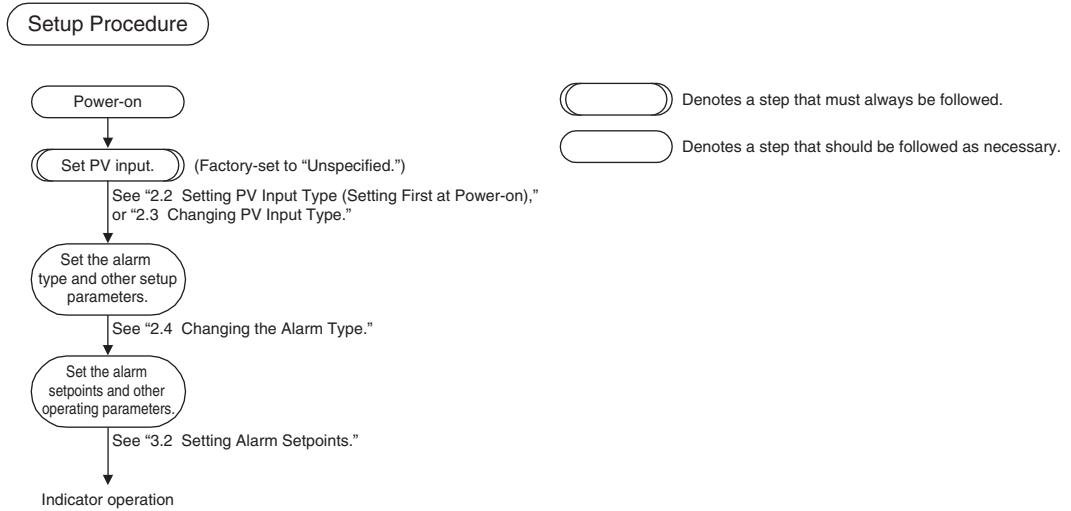 Setup Procedure
Power-on
Denotes a step that must always be followed.
Set PV input.
(Factory-set to “Unspecified.”)
Denotes a step that should be followed as necessary.
See “2.2 Setting PV Input Type (Setting First at Power-on),”
or “2.3 Changing PV Input Type.”
Set the alarm
type and other setup
parameters.
See “2.4 Changing the Alarm Type.”
Set the alarm
setpoints and other
operating parameters.
See “3.2 Setting Alarm Setpoints.”
Indicator operation